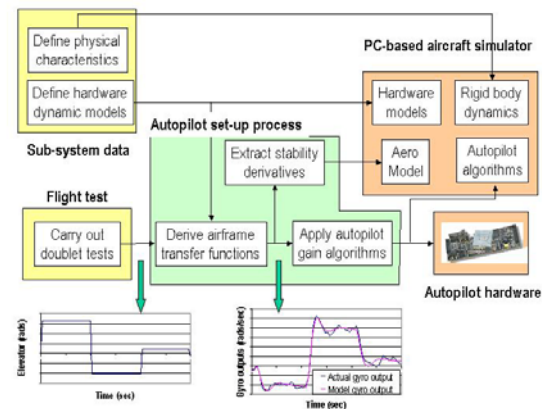 Define physical
characteristics
Define hardware
dynamic models
Sub-system data
PC-based aircraft simulator
Hardware
models
Rigid body
dynamics
Aero
Model
Autopilot
algorithms
Autopilot set-up process
Extract stability
derivatives
Derive airframe
transfer functions
Apply autopilot
gain algorithms
Flight test
Carry out
doublet tests
Autopilot hardware
Elevator (rads)
Time (sec)
Gyro outputs (rads/sec)
Actual gyro output
Model gyro output
Time (sec)